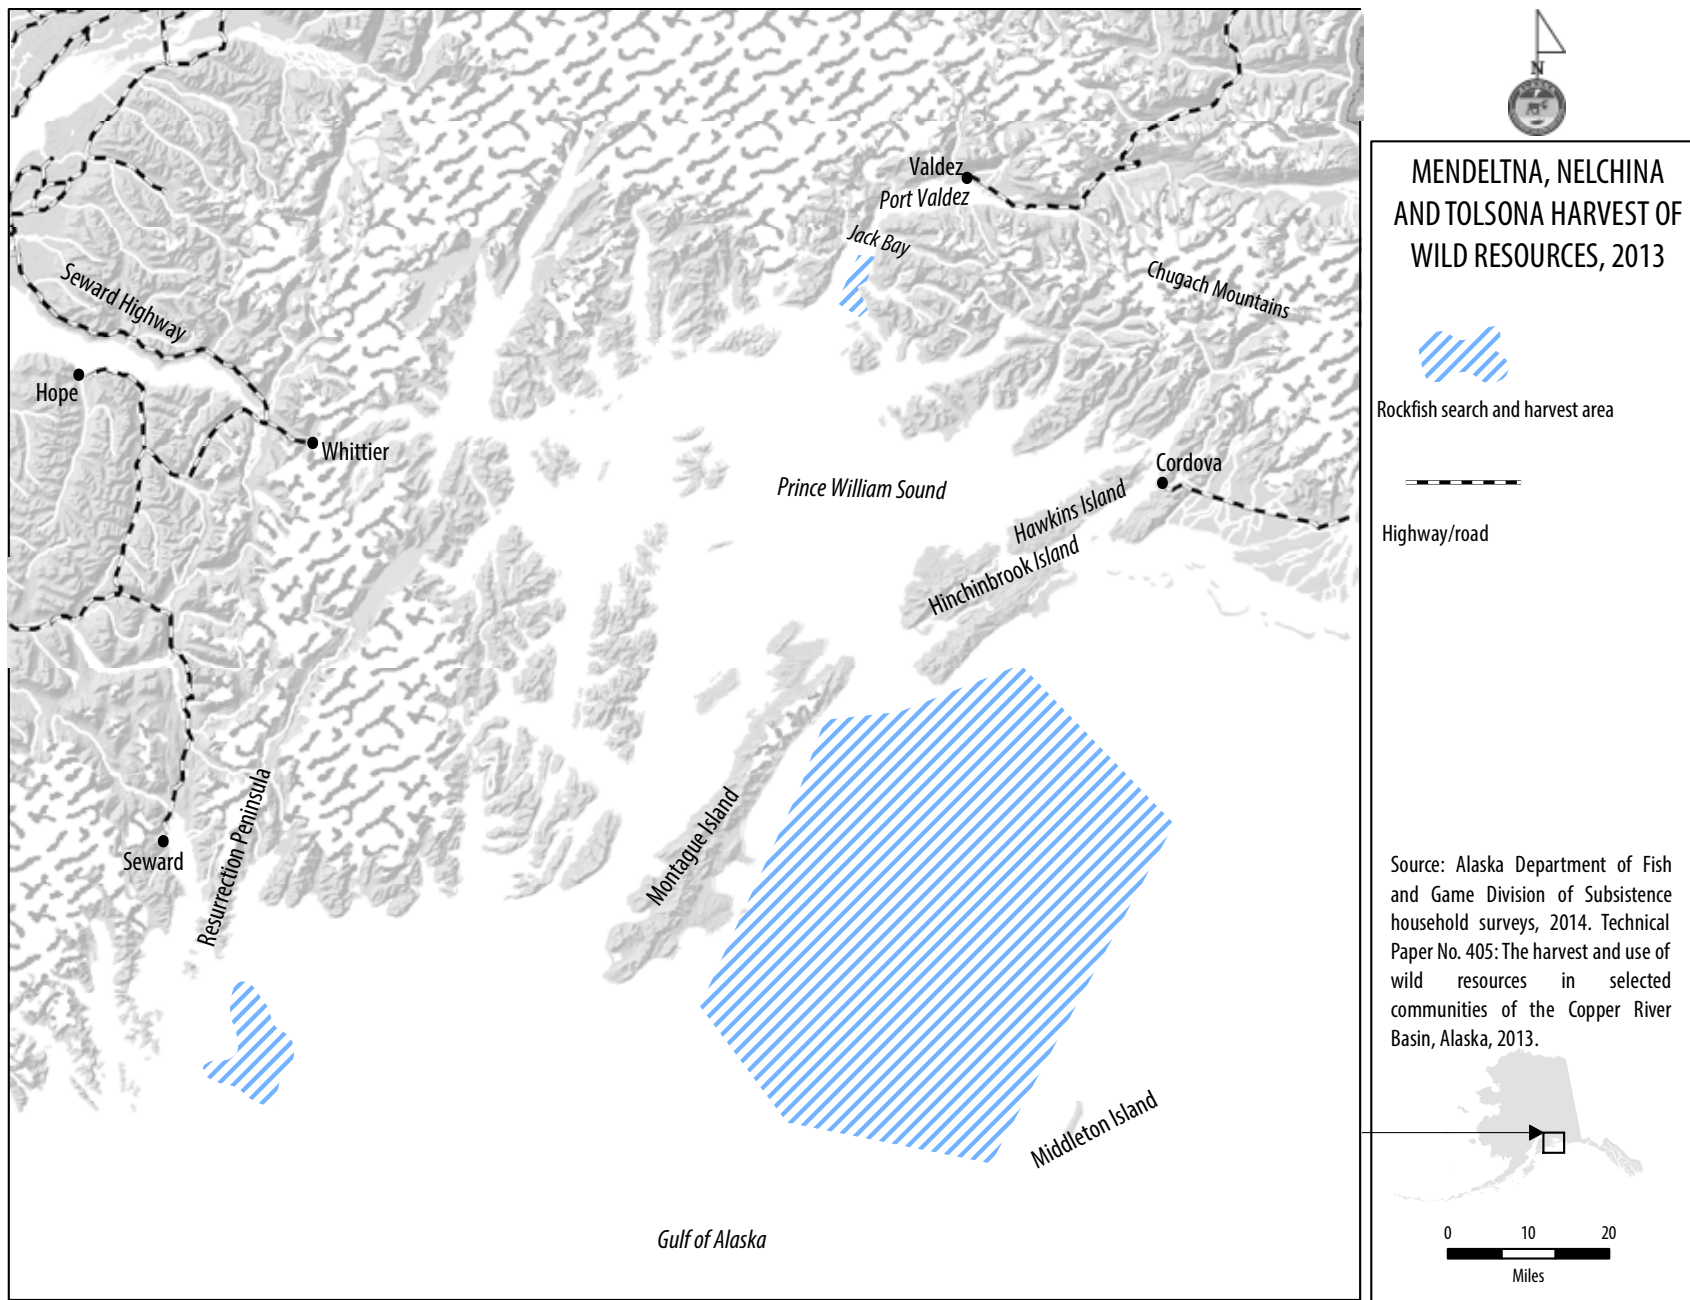 Valdez
Port Valdez
Jack Bay
Chugach Mountains
Seward Highway
Hope
Whittier
Cordova
Prince William Sound
Hawkins Island
Hinchinbrook Island
Montague Island
Resurrection Peninsula
Seward
Middleton Island
Gulf of Alaska
N
ALASKA
MENDELTNA, NELCHINA
AND TOLSONA HARVEST OF
WILD RESOURCES, 2013
Rockfish search and harvest area
Highway/road
Source: Alaska Department of Fish
and Game Division of Subsistence
household surveys, 2014. Technical
Paper No. 405: The harvest and use of
wild resources in selected
communities of the Copper River
Basin, Alaska, 2013.
0 10 20
Miles